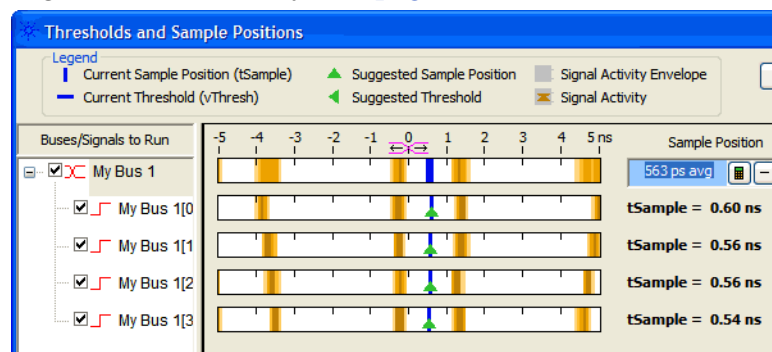 Thresholds and Sample Positions
Legend
Current Sample Position (tSample)
Suggested Sample Position
Signal Activity Envelope
Current Threshold (vThresh)
Suggested Threshold
Signal Activity
Buses/Signals to Run
-5 -4 -3 -2 -1 0 1 2 3 4 5 ns
Sample Position
My Bus 1
563 ps avg
My Bus 1[0
tSample = 0.60 ns
My Bus 1[1
tSample = 0.56 ns
My Bus 1[2
tSample = 0.56 ns
My Bus 1[3
tSample = 0.54 ns